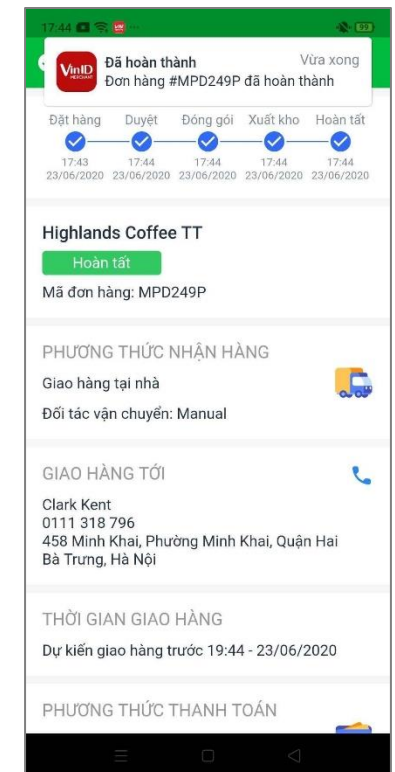 17:44
99
VinID
MERCHANT
Đã hoàn thành
Vừa xong
Đơn hàng #MPD249P đã hoàn thành
Đặt hàng Duyệt Đóng gói Xuất kho Hoàn tất
17:43 17:44 17:44 17:44 17:44
23/06/2020 23/06/2020 23/06/2020 23/06/2020 23/06/2020
Highlands Coffee TT
Hoàn tất
Mã đơn hàng: MPD249P
PHƯƠNG THỨC NHẬN HÀNG
Giao hàng tại nhà
Đối tác vận chuyển: Manual
GIAO HÀNG TỚI
Clark Kent
0111 318 796
458 Minh Khai, Phường Minh Khai, Quận Hai
Bà Trưng, Hà Nội
THỜI GIAN GIAO HÀNG
Dự kiến giao hàng trước 19:44 - 23/06/2020
PHƯƠNG THỨC THANH TOÁN